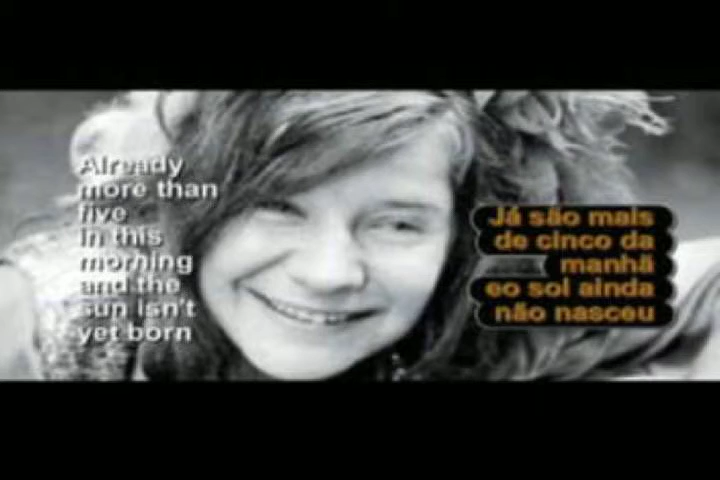 Already
more than
five
in this
morning
and the
sun isn't
yet born
Já são mais
de cinco da
manhã
eo sol ainda
não nasceu